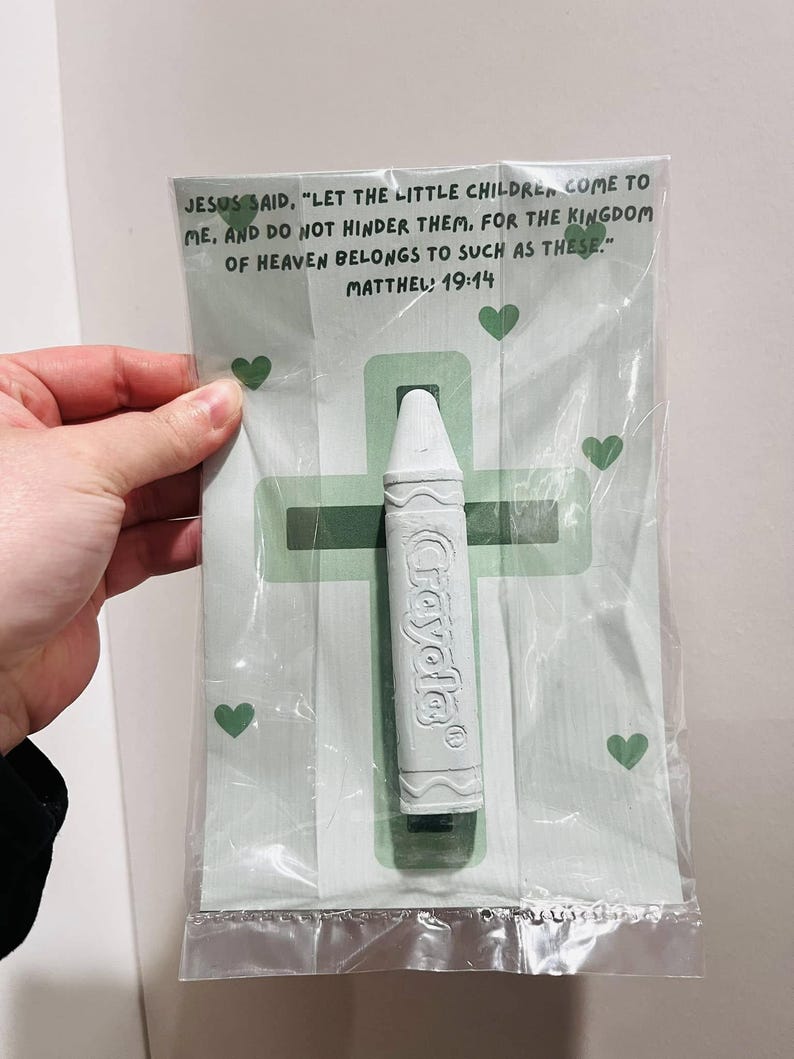 JESUS SAID, "LET THE LITTLE CHILDREN COME TO
ME, AND DO NOT HINDER THEM, FOR THE KINGDOM
OF HEAVEN BELONGS TO SUCH AS THESE."
MATTHEW 19:14
Crayola®